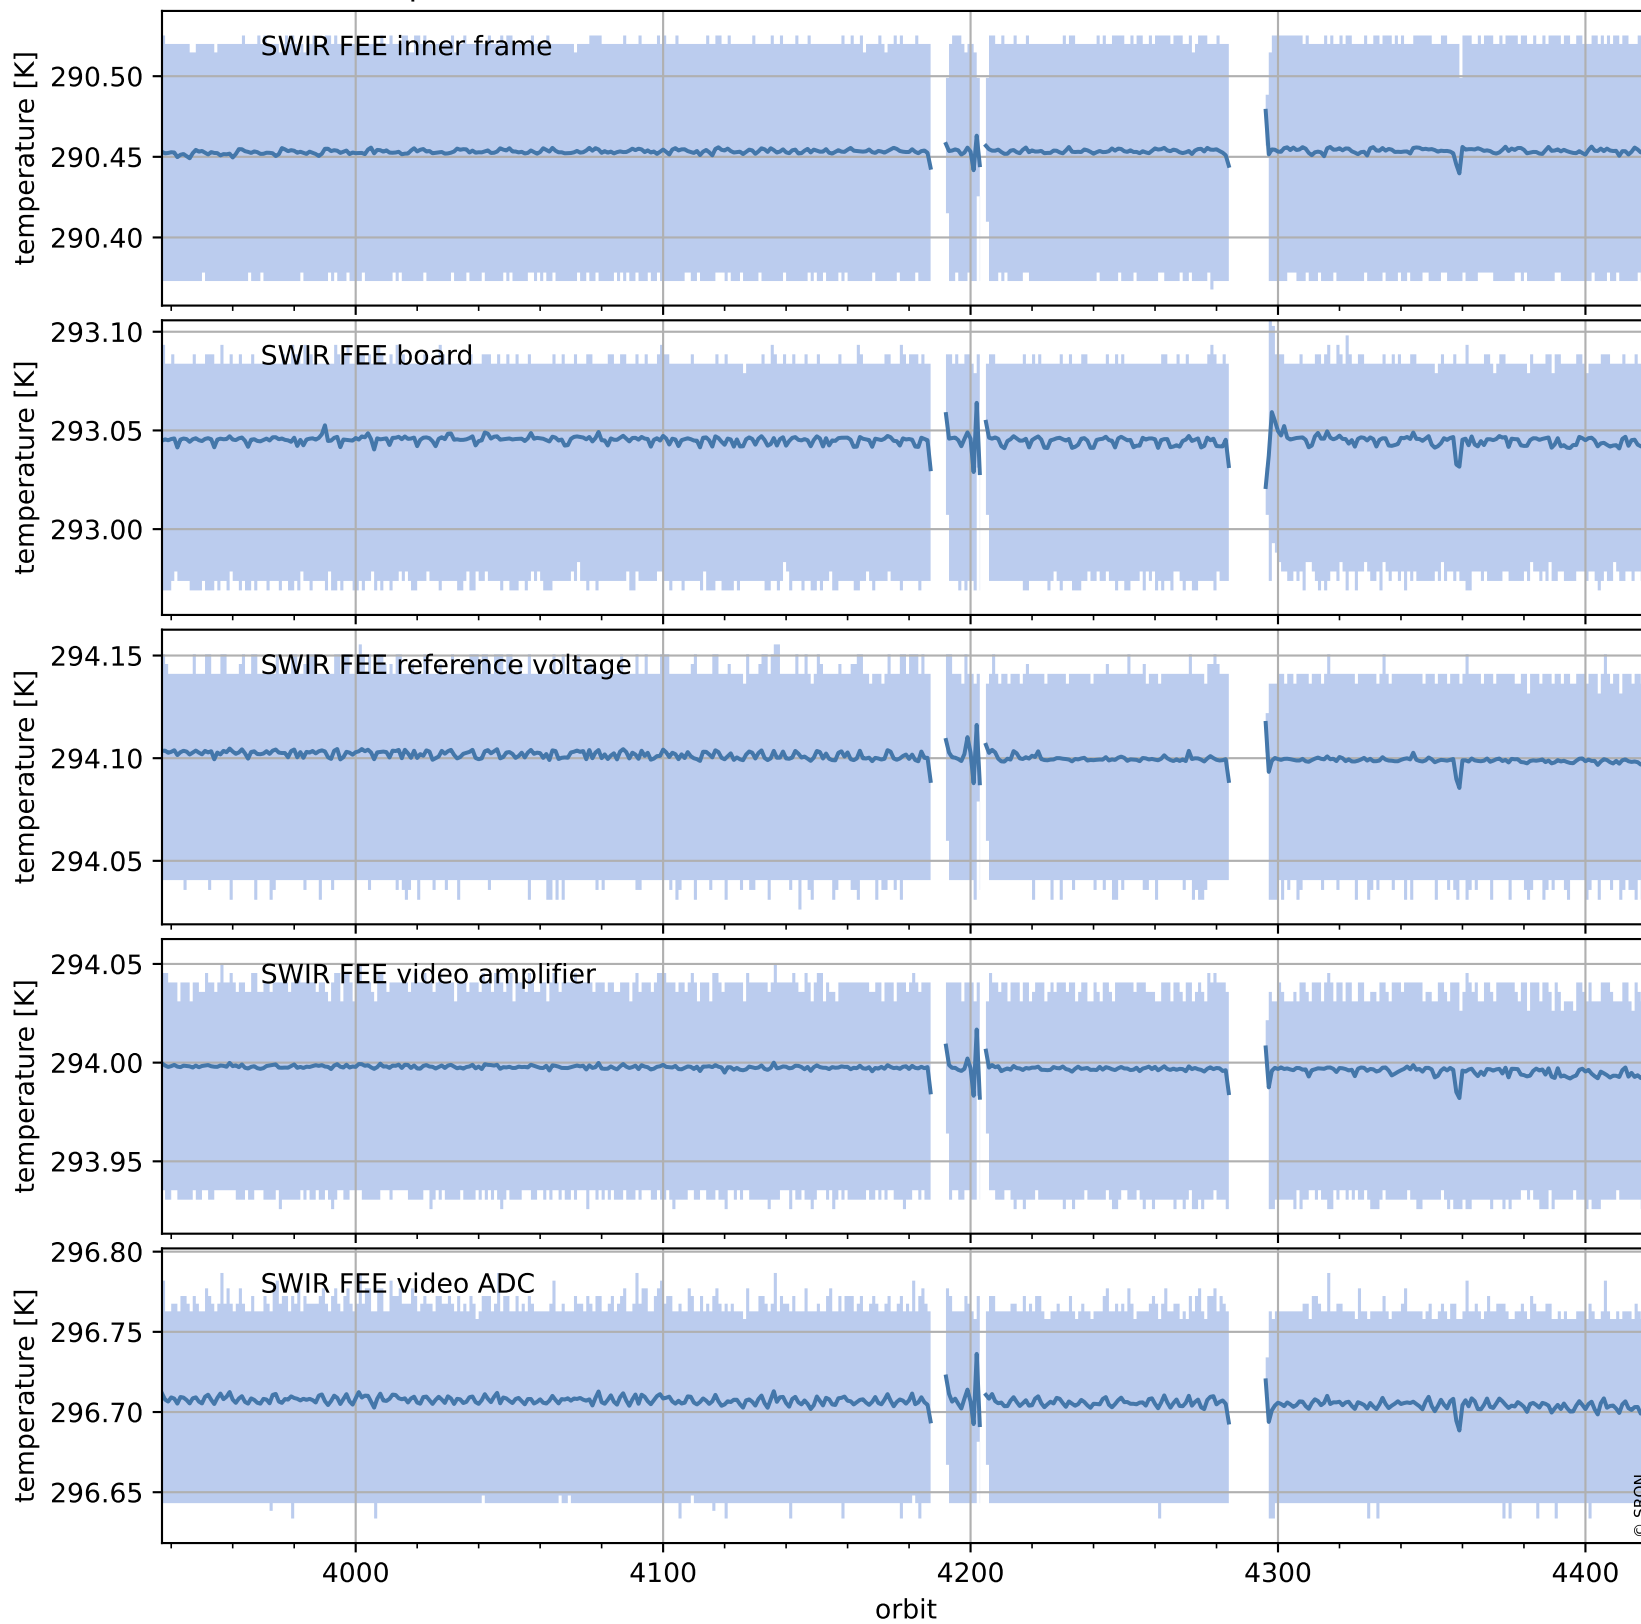 SWIR FEE inner frame
temperature [K]
290.50
290.45
290.40
SWIR FEE board
temperature [K]
293.10
293.05
293.00
SWIR FEE reference voltage
temperature [K]
294.15
294.10
294.05
SWIR FEE video amplifier
temperature [K]
294.05
294.00
293.95
SWIR FEE video ADC
temperature [K]
296.80
296.75
296.70
296.65
© SRON
4000 4100 4200 4300 4400
orbit